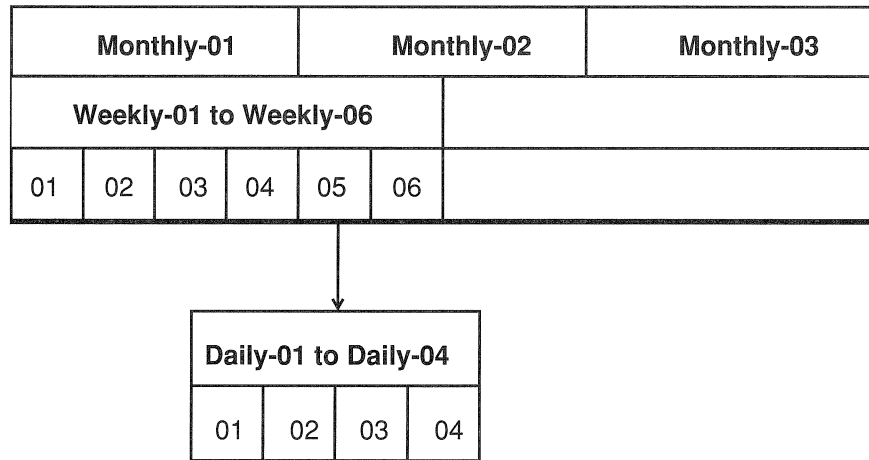 Monthly-01 Monthly-02 Monthly-03
Weekly-01 to Weekly-06
01 02 03 04 05 06
Daily-01 to Daily-04
01 02 03 04